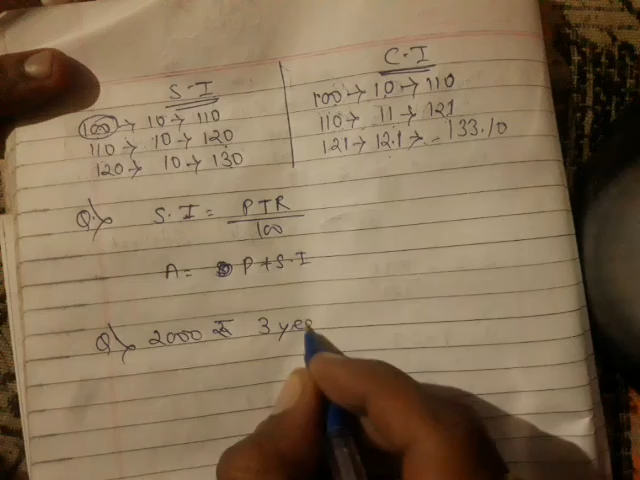 S.I
100 → 10 → 110
110 → 10 → 120
120 → 10 → 130
C.I
100 → 10 → 110
110 → 11 → 121
121 → 12.1 → 133.10
Q> S.I = PTR
100
A = P + S.I
Q> 2000 3 yea